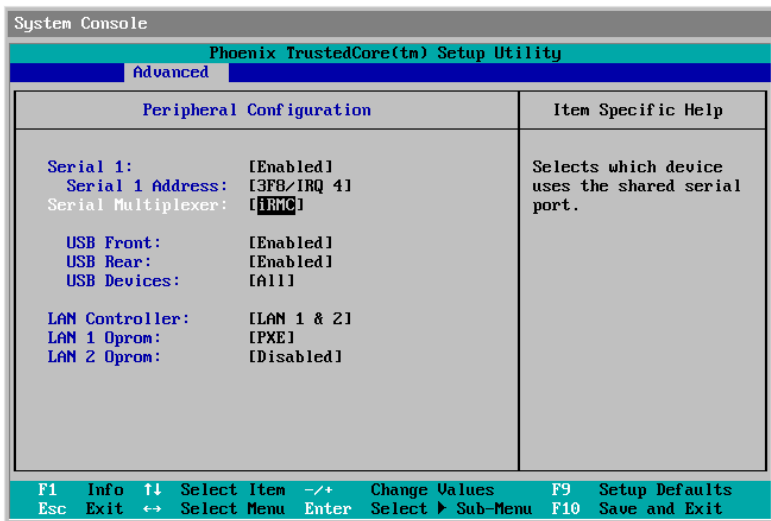 System Console
Phoenix TrustedCore(tm) Setup Utility
Advanced
Peripheral Configuration
Item Specific Help
Serial 1: [Enabled]
Serial 1 Address: [3F8/IRQ 4]
Serial Multiplexer: [iRMC]
USB Front: [Enabled]
USB Rear: [Enabled]
USB Devices: [All]
LAN Controller: [LAN 1 & 2]
LAN 1 Oprom: [PXE]
LAN 2 Oprom: [Disabled]
Selects which device
uses the shared serial
port.
F1 Info ↑↓ Select Item -/+ Change Values F9 Setup Defaults
Esc Exit ↔ Select Menu Enter Select ▶ Sub-Menu F10 Save and Exit